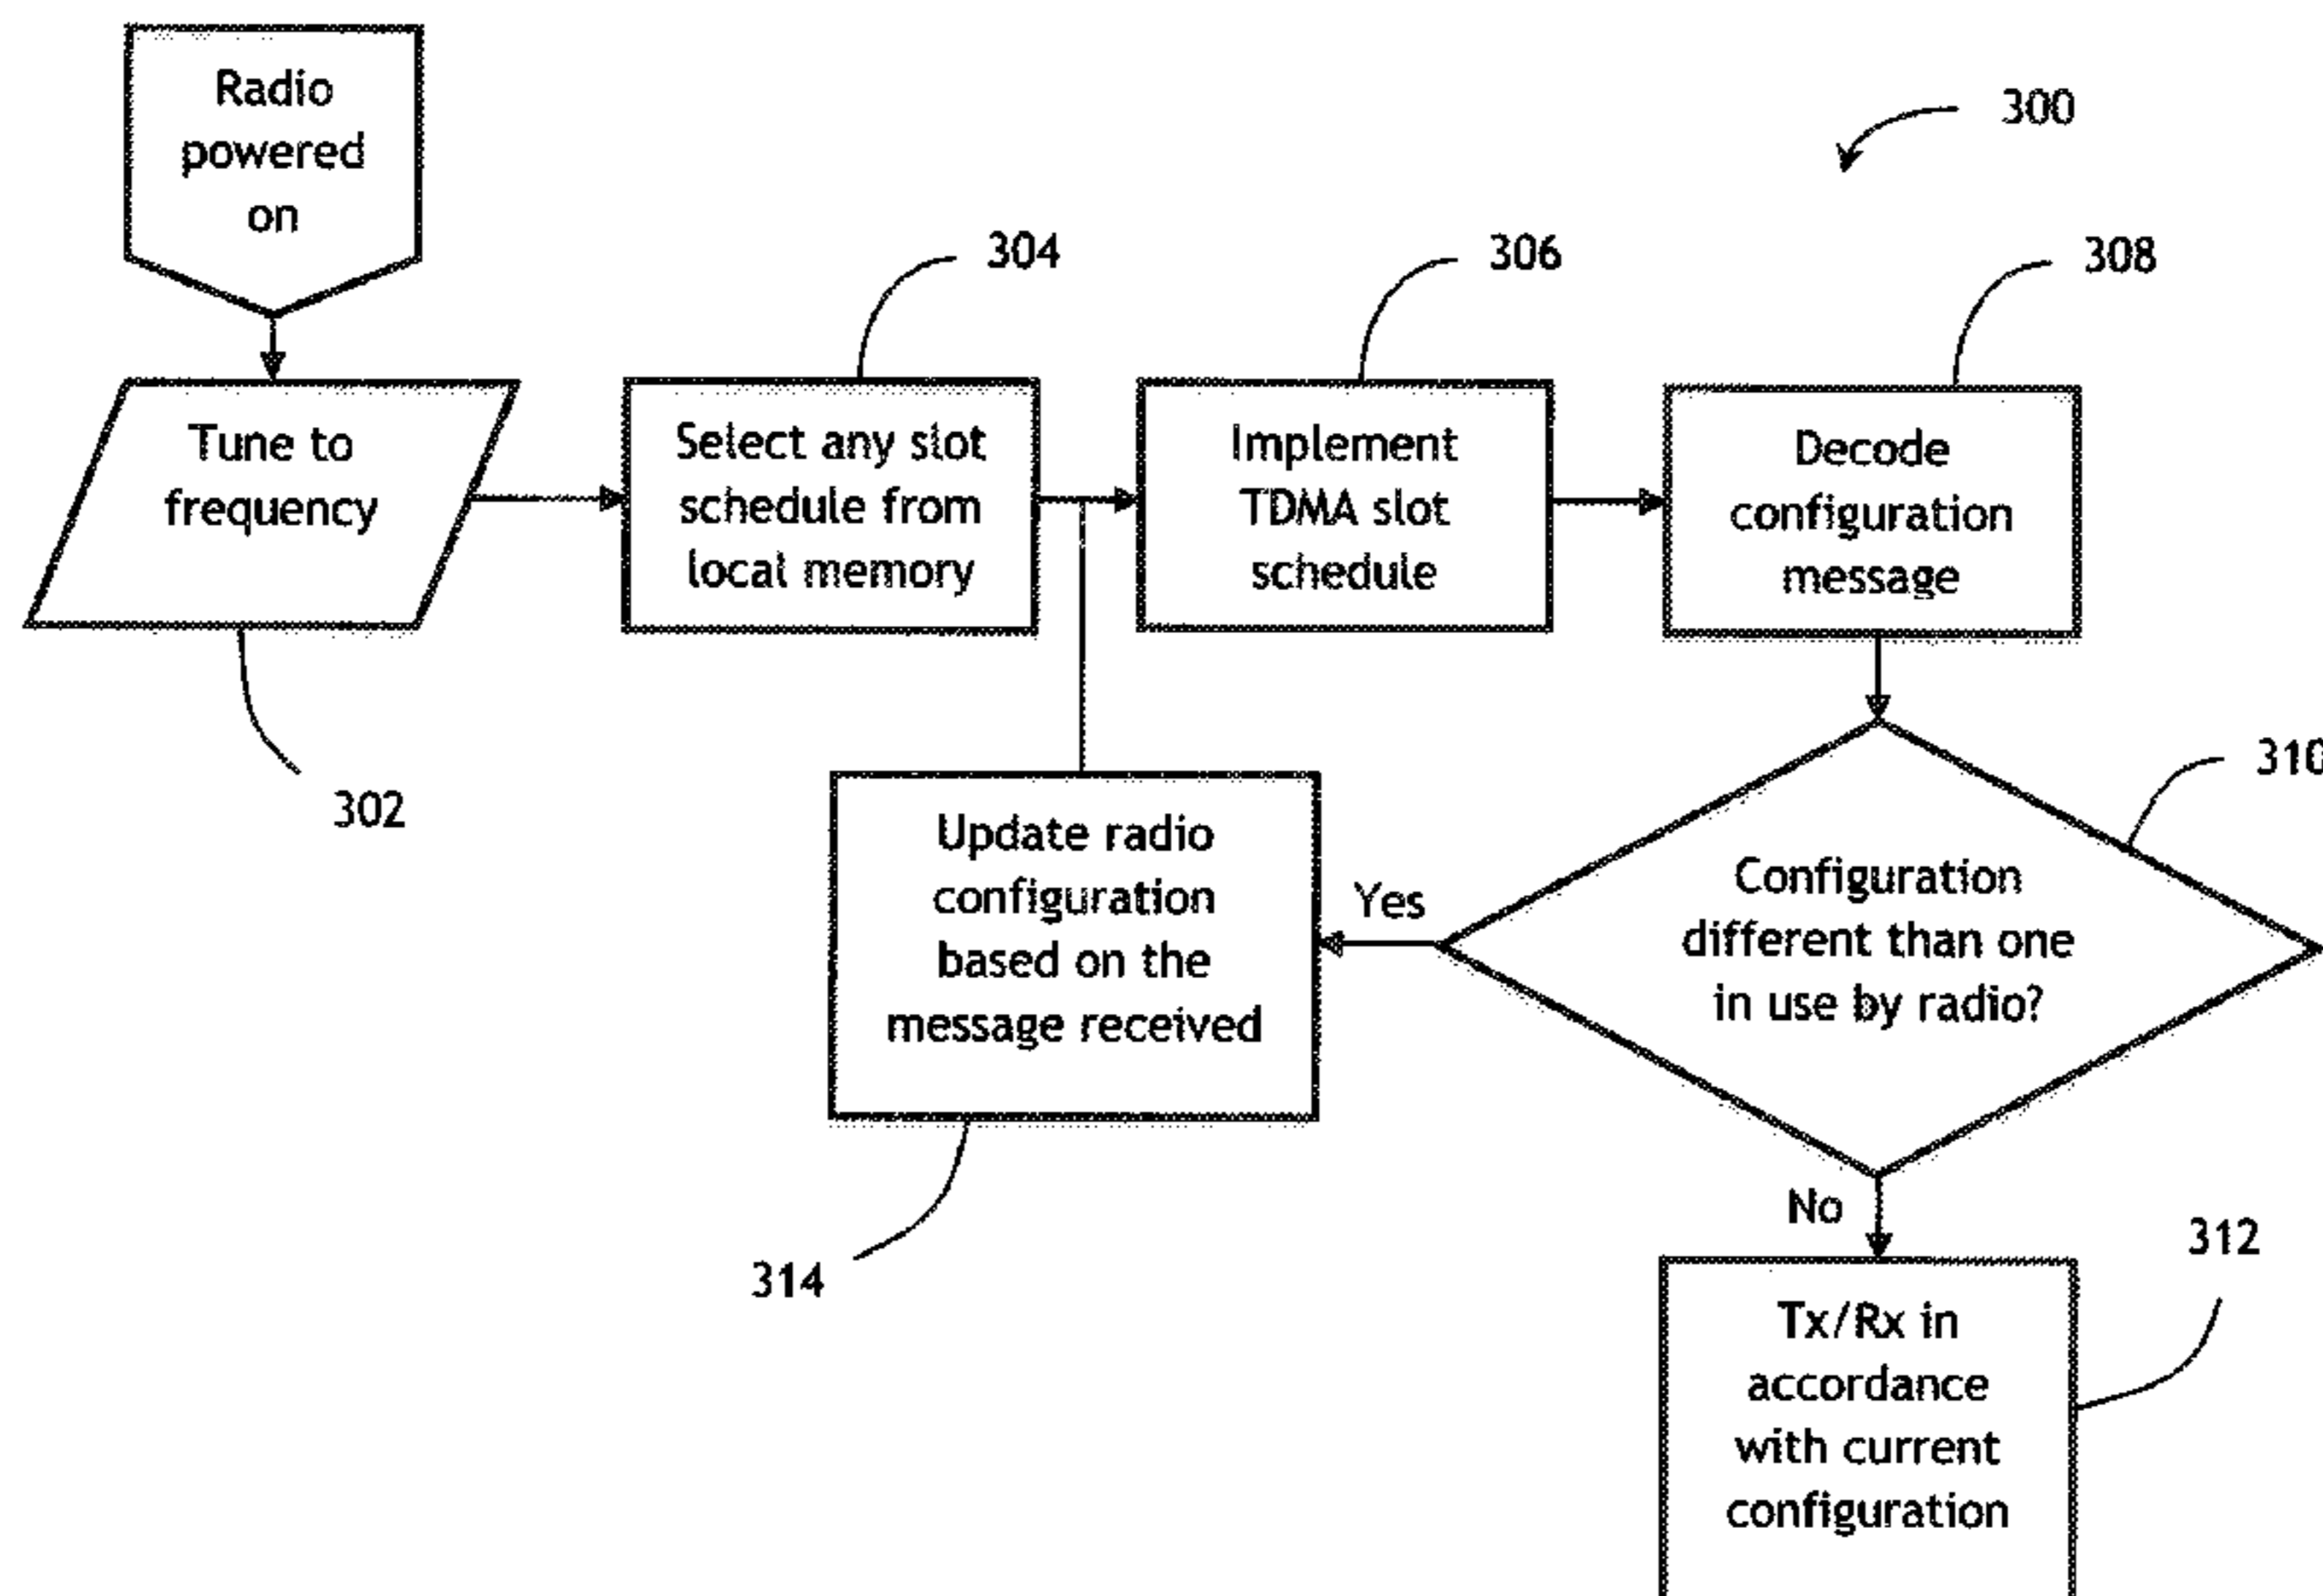 Radio
powered
on
300
304
306
308
Tune to
frequency
Select any slot
schedule from
local memory
Implement
TDMA slot
schedule
Decode
configuration
message
302
310
Update radio
configuration
based on the
message received
Yes
Configuration
different than one
in use by radio?
No
314
312
Tx/Rx in
accordance
with current
configuration